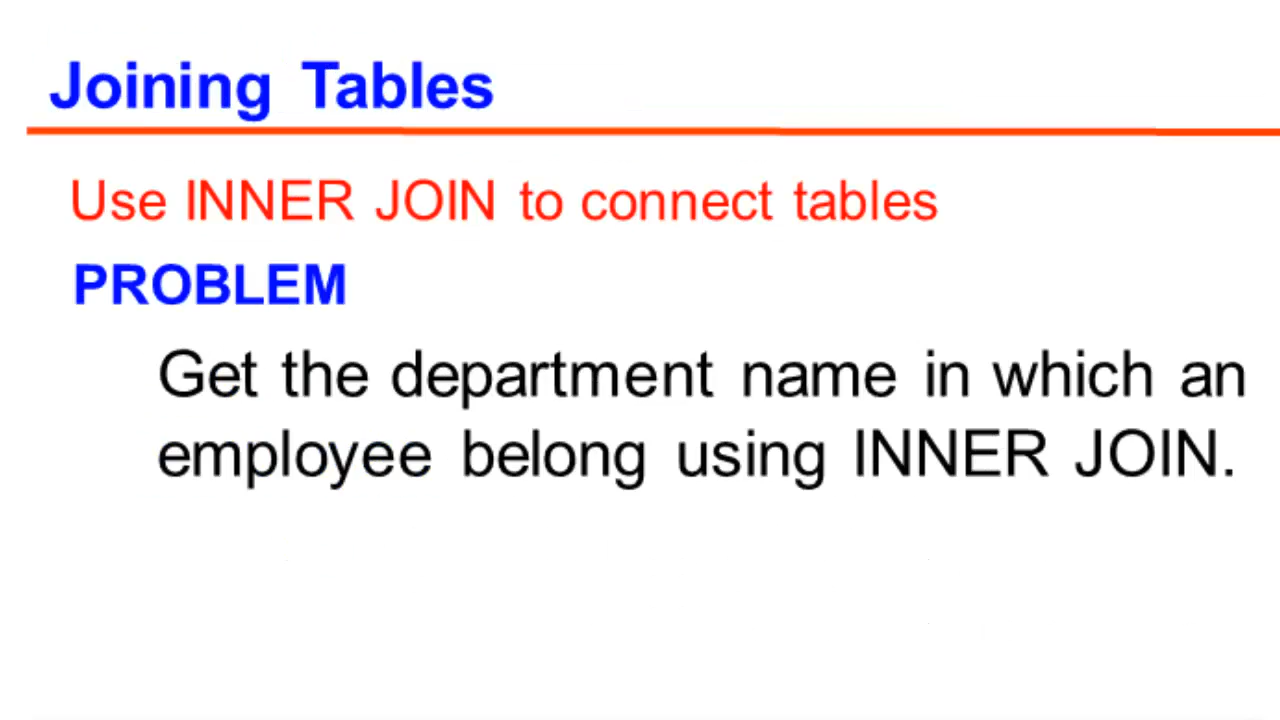 Joining Tables
Use INNER JOIN to connect tables
PROBLEM
Get the department name in which an
employee belong using INNER JOIN.